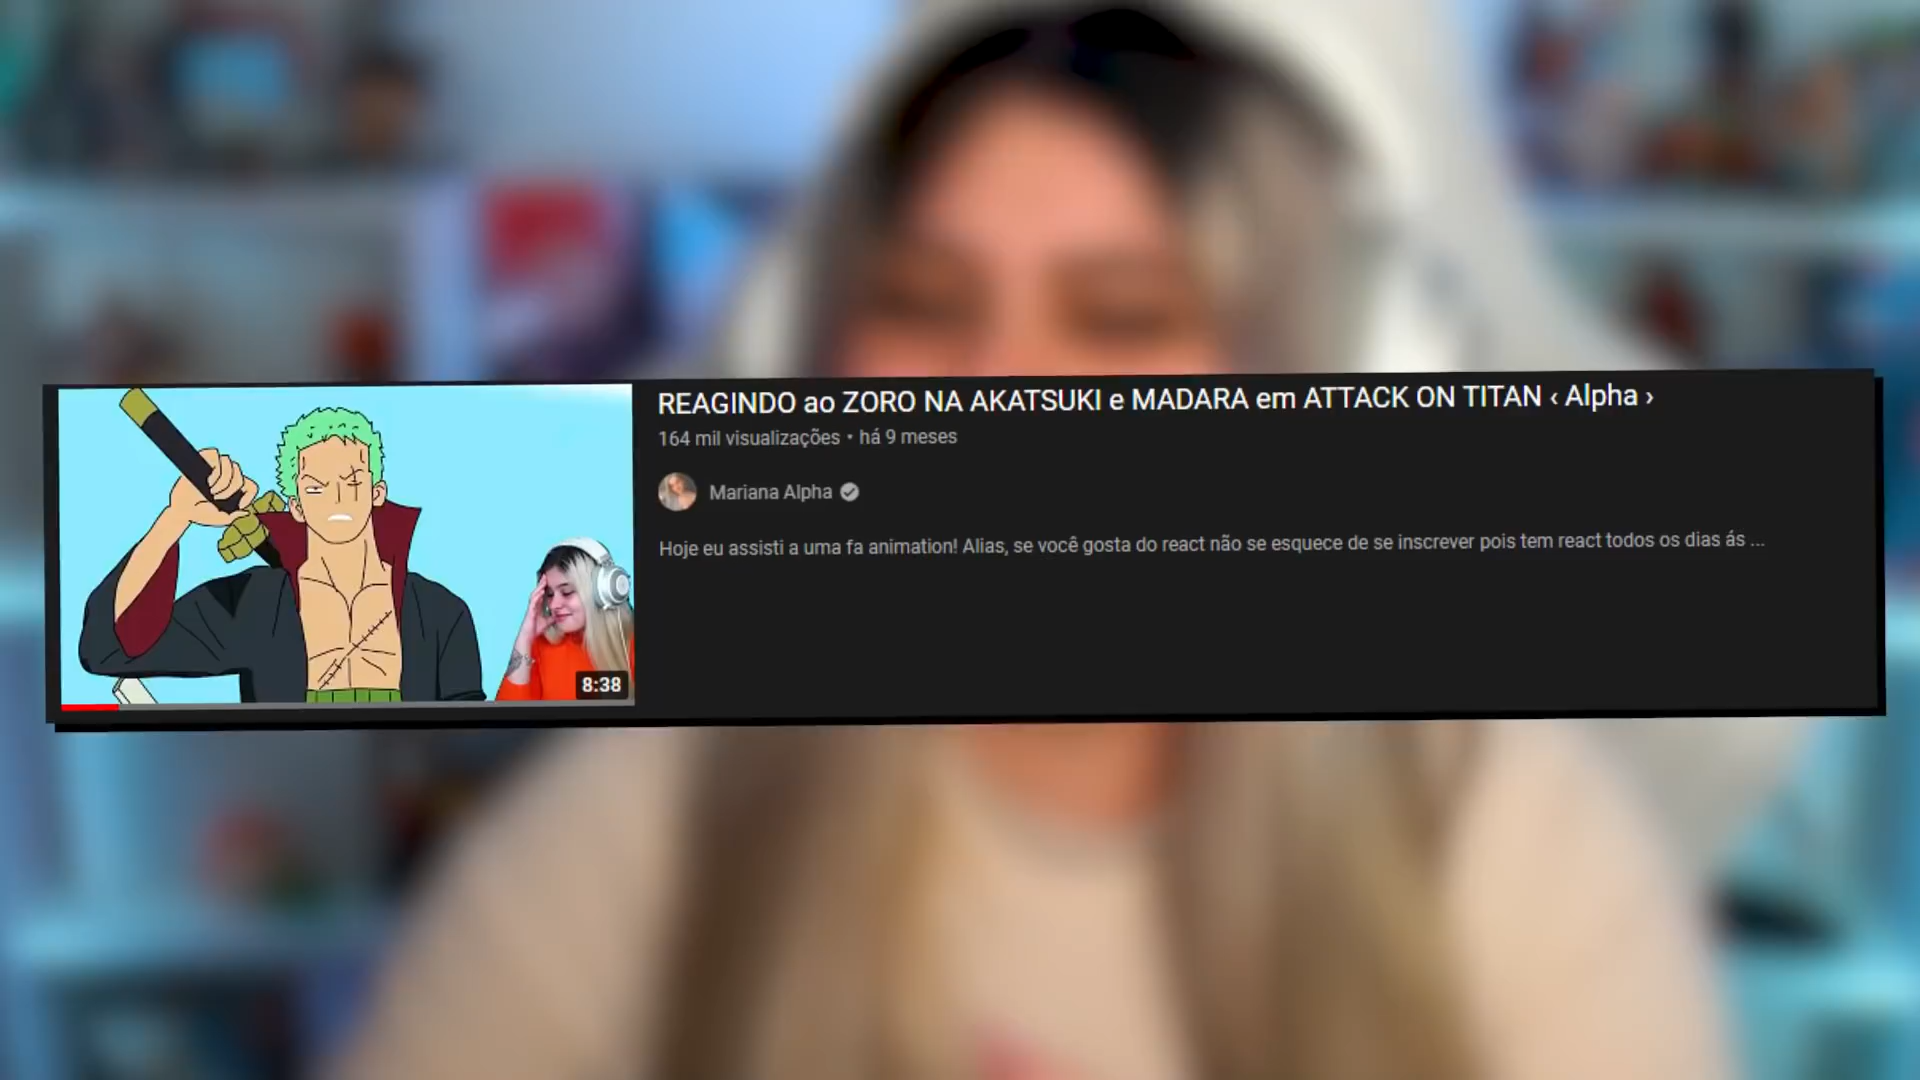 REAGINDO ao ZORO NA AKATSUKI e MADARA em ATTACK ON TITAN ‹ Alpha ›
164 mil visualizações • há 9 meses
Mariana Alpha
Hoje eu assisti a uma fa animation! Alias, se você gosta do react não se esquece de se inscrever pois tem react todos os dias ás ...
8:38